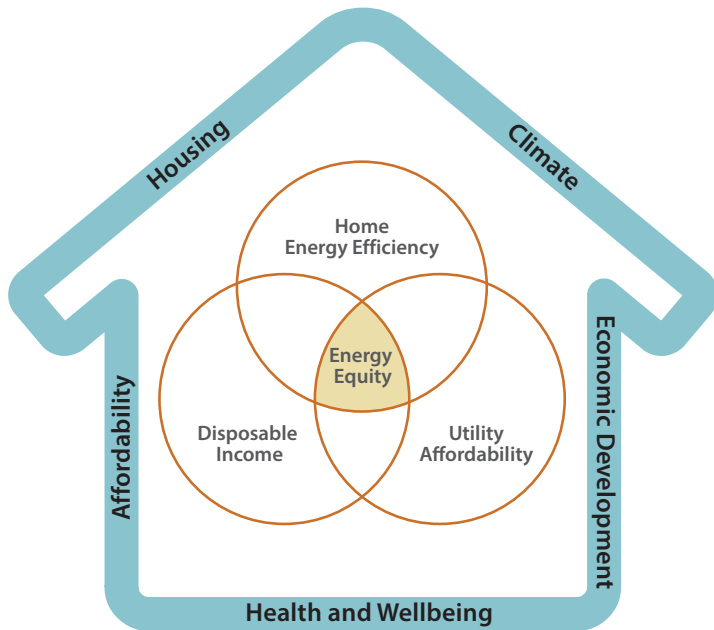 Housing
Climate
Home
Energy Efficiency
Energy
Equity
Disposable
Income
Utility
Affordability
Affordability
Economic Development
Health and Wellbeing